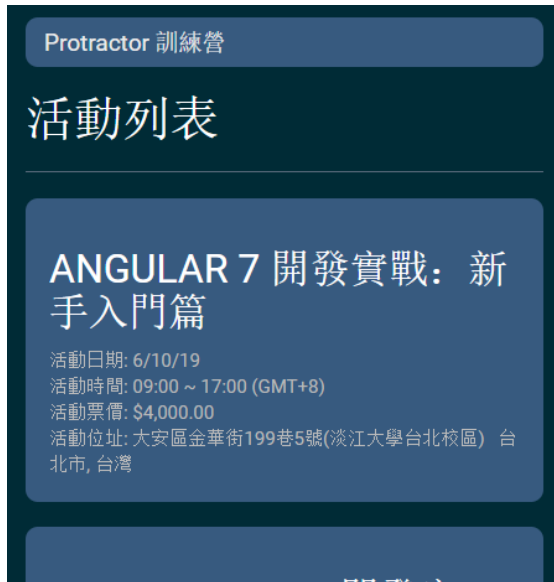 Protractor 訓練營
活動列表
ANGULAR 7 開發實戰：新
手入門篇
活動日期: 6/10/19
活動時間: 09:00 ~ 17:00 (GMT+8)
活動票價: $4,000.00
活動位址: 大安區金華街199巷5號(淡江大學台北校區) 台
北市, 台灣